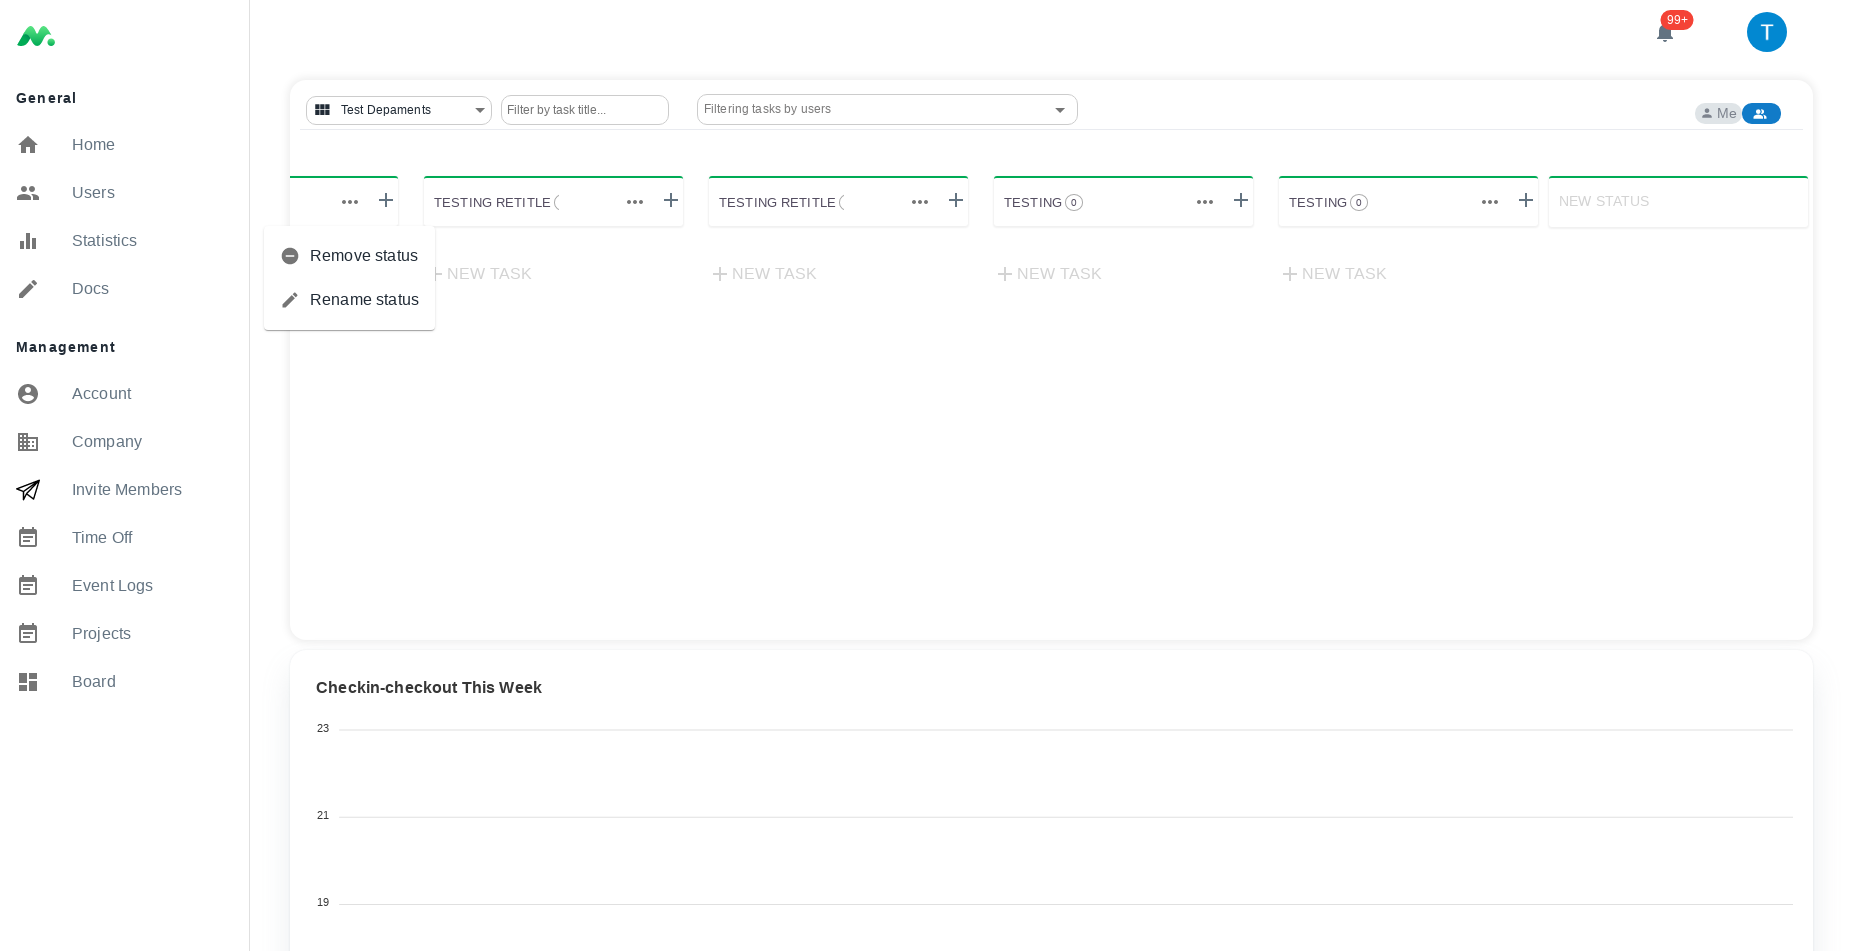 99+
T
General
Home
Users
Statistics
Docs
Management
Account
Company
Invite Members
Time Off
Event Logs
Projects
Board
Test Depaments
Filter by task title...
Filtering tasks by users
Me
TESTING RETITLE
TESTING RETITLE
TESTING 0
TESTING 0
NEW STATUS
Remove status
Rename status
NEW TASK
NEW TASK
NEW TASK
NEW TASK
Checkin-checkout This Week
23
21
19